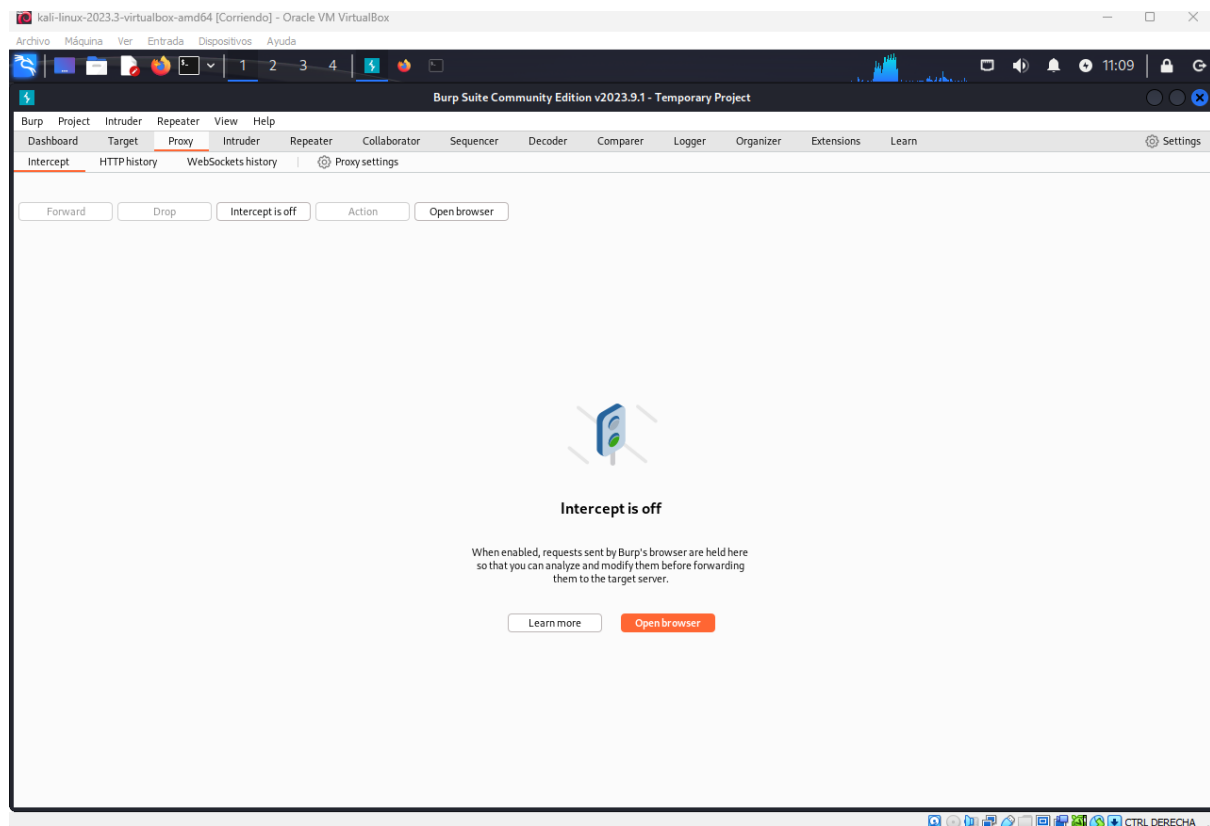 kali-linux-2023.3-virtualbox-amd64 [Corriendo] - Oracle VM VirtualBox
Archivo Máquina Ver Entrada Dispositivos Ayuda
1 2 3 4 11:09
Burp Suite Community Edition v2023.9.1 - Temporary Project
Burp Project Intruder Repeater View Help
Dashboard Target Proxy Intruder Repeater Collaborator Sequencer Decoder Comparer Logger Organizer Extensions Learn Settings
Intercept HTTP history WebSockets history Proxy settings
Forward Drop Intercept is off Action Open browser
Intercept is off
When enabled, requests sent by Burp's browser are held here
so that you can analyze and modify them before forwarding
them to the target server.
Learn more Open browser
CTRL DERECHA